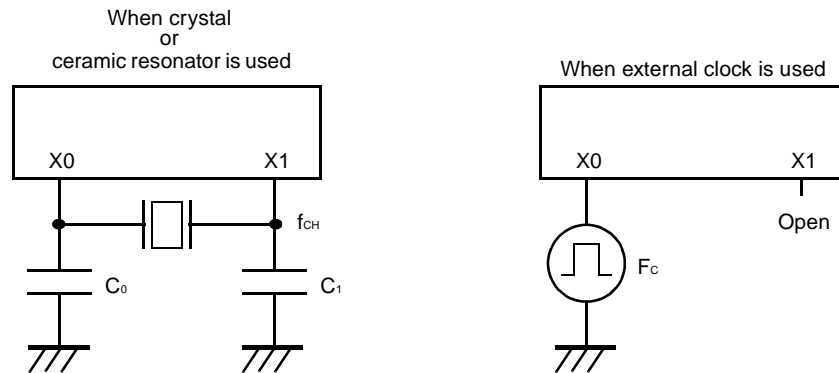 When crystal
or
ceramic resonator is used
X0 X1
fCH
C0 C1
When external clock is used
X0 X1
Open
FC